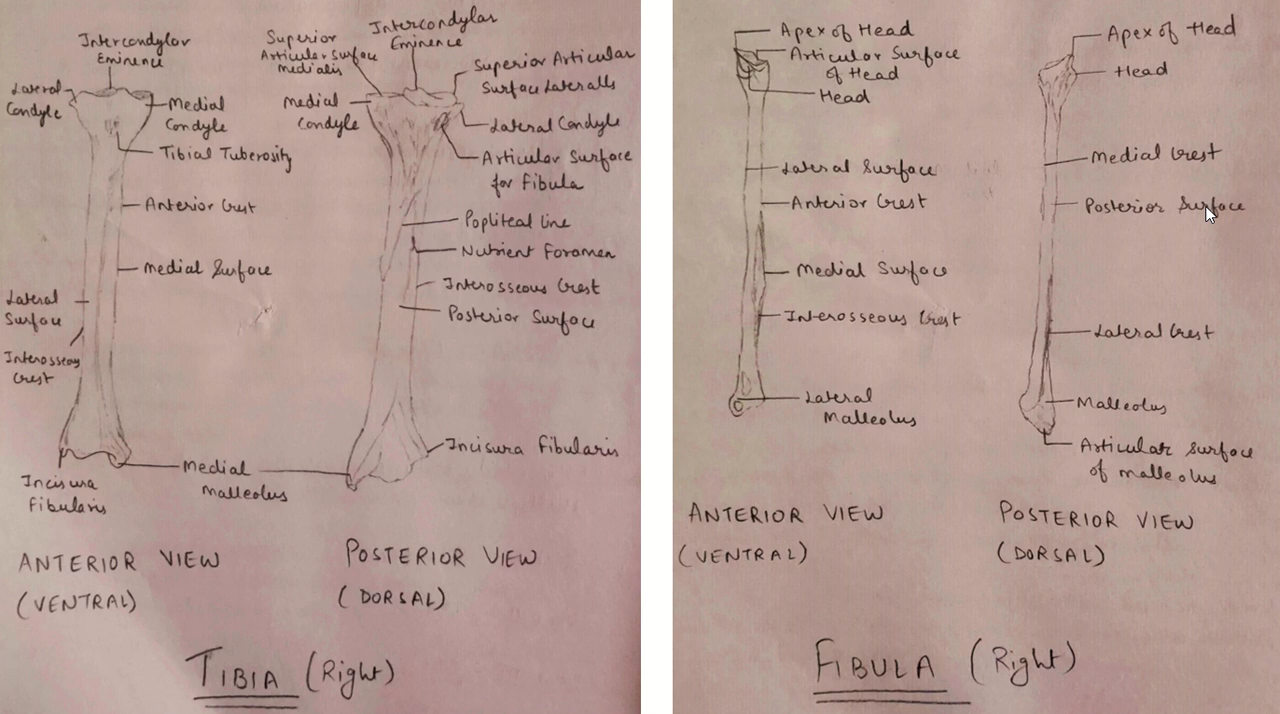 Intercondylar
Eminence
Lateral
Condyle
Medial
Condyle
Tibial Tuberosity
Anterior Crest
Medial Surface
Lateral
Surface
Interosseous
Crest
Incisura
Fibularis
Medial
malleolus
ANTERIOR VIEW
(VENTRAL)
Superior
Articular Surface
medialis
Intercondylar
Eminence
Superior Articular
Surface Lateralls
medial
Condyle
Lateral Condyle
Articular Surface
for Fibula
Popliteal line
Nutrient Foramen
Interosseous Crest
Posterior Surface
Incisura Fibularis
POSTERIOR VIEW
(DORSAL)
TIBIA (Right)
Apex of Head
Articular Surface
of Head
Head
Lateral Surface
Anterior Crest
Medial Surface
Interosseous Crest
Lateral
Malleolus
ANTERIOR VIEW
(VENTRAL)
Apex of Head
Head
Medial Crest
Posterior Surface
Lateral Crest
Malleolus
Articular Surface
of malleolus
POSTERIOR VIEW
(DORSAL)
FIBULA (Right)